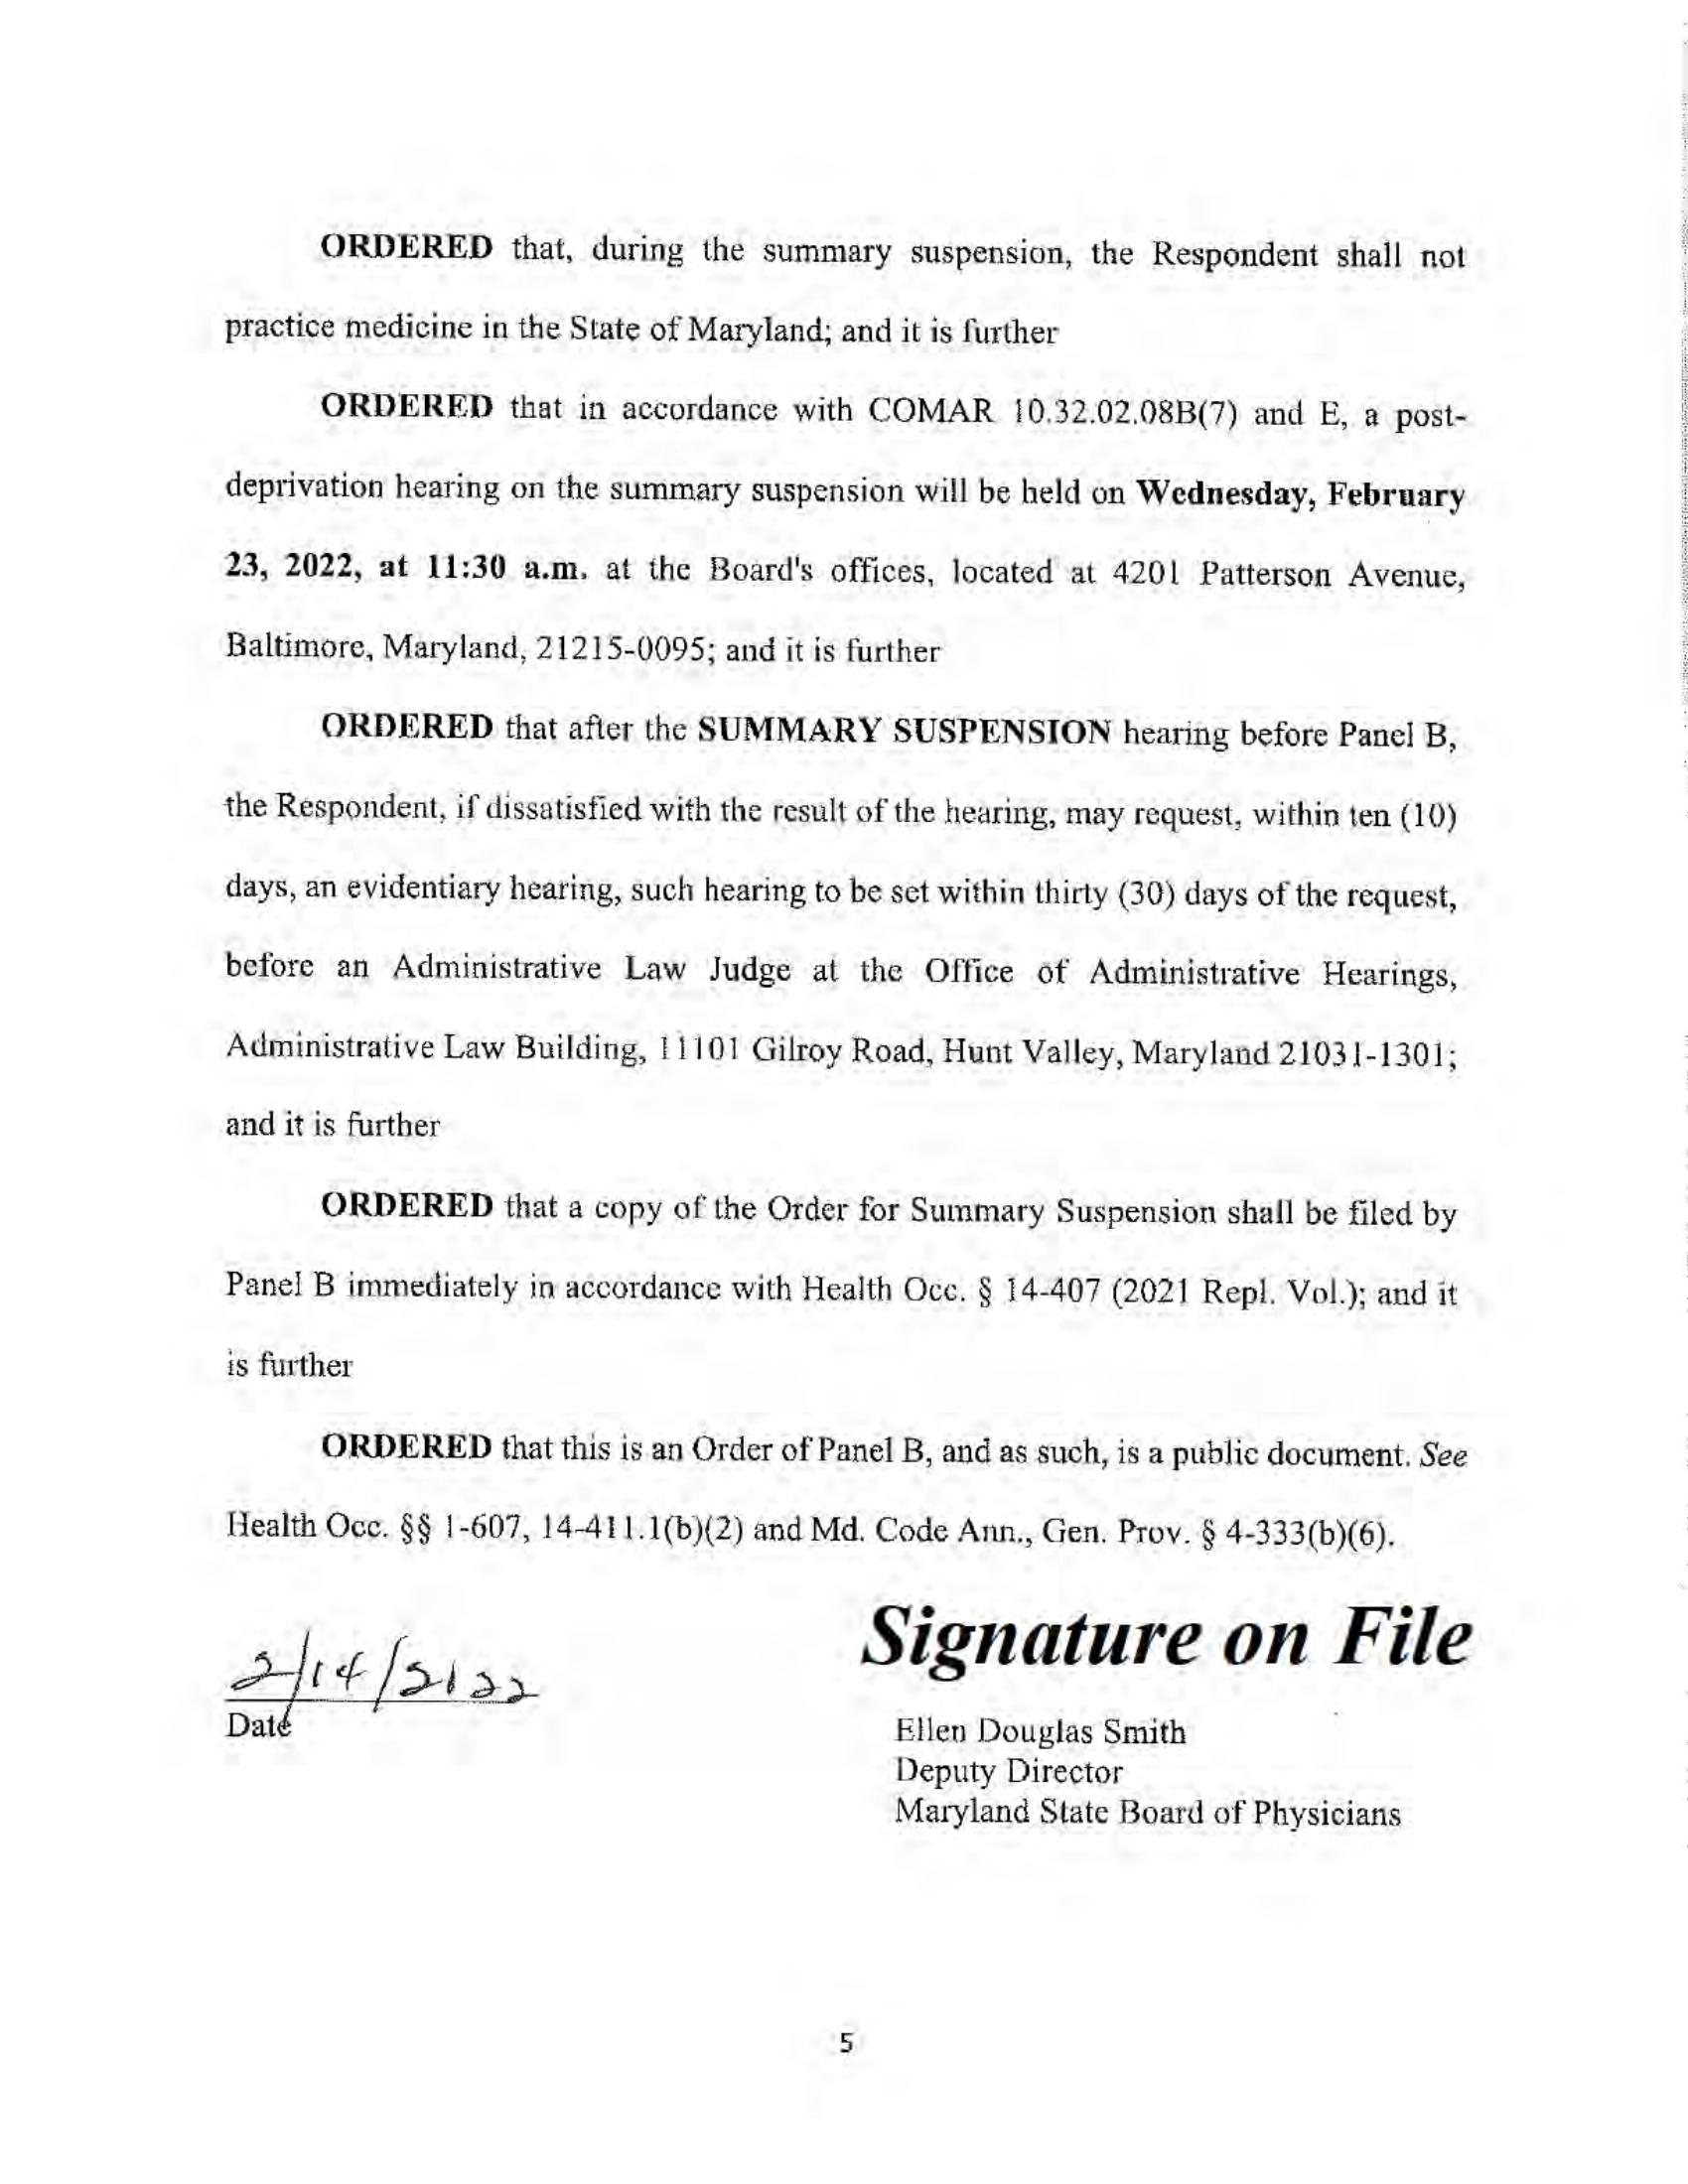 ORDERED that, during the summary suspension, the Respondent shall not
practice medicine in the State of Maryland; and it is further
ORDERED that in accordance with COMAR 10.32.02.08B(7) and E, a post-
deprivation hearing on the summary suspension will be held on Wednesday, February
23, 2022, at 11:30 a.m. at the Board's offices, located at 4201 Patterson Avenue,
Baltimore, Maryland, 21215-0095; and it is further
ORDERED that after the SUMMARY SUSPENSION hearing before Panel B,
the Respondent, if dissatisfied with the result of the hearing, may request, within ten (10)
days, an evidentiary hearing, such hearing to be set within thirty (30) days of the request,
before an Administrative Law Judge at the Office of Administrative Hearings,
Administrative Law Building, 11101 Gilroy Road, Hunt Valley, Maryland 21031-1301;
and it is further
ORDERED that a copy of the Order for Summary Suspension shall be filed by
Panel B immediately in accordance with Health Occ. § 14-407 (2021 Repl. Vol.); and it
is further
ORDERED that this is an Order of Panel B, and as such, is a public document. See
Health Occ. §§ 1-607, 14-411.1(b)(2) and Md. Code Ann., Gen. Prov. § 4-333(b)(6).
Signature on File
2/14/2022
Date
Ellen Douglas Smith
Deputy Director
Maryland State Board of Physicians
5